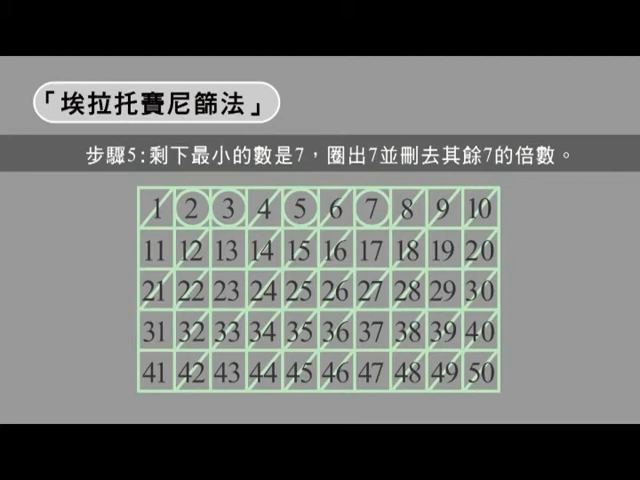 「埃拉托賽尼篩法」
步驟5:剩下最小的數是7，圈出7並刪去其餘7的倍數。
1 2 3 4 5 6 7 8 9 10
11 12 13 14 15 16 17 18 19 20
21 22 23 24 25 26 27 28 29 30
31 32 33 34 35 36 37 38 39 40
41 42 43 44 45 46 47 48 49 50